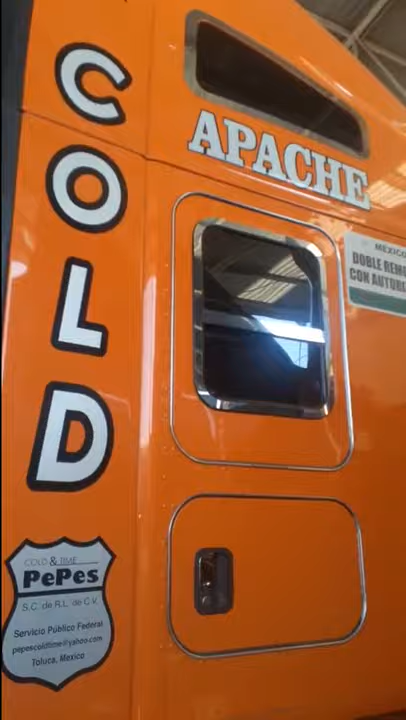 COLD
APACHE
MEXICO
DOBLE REM
CON AUTORI
COLD & TIME
PePes
S.C. de R.L. de C.V.
Servicio Público Federal
pepescoldtime@yahoo.com
Toluca, Mexico